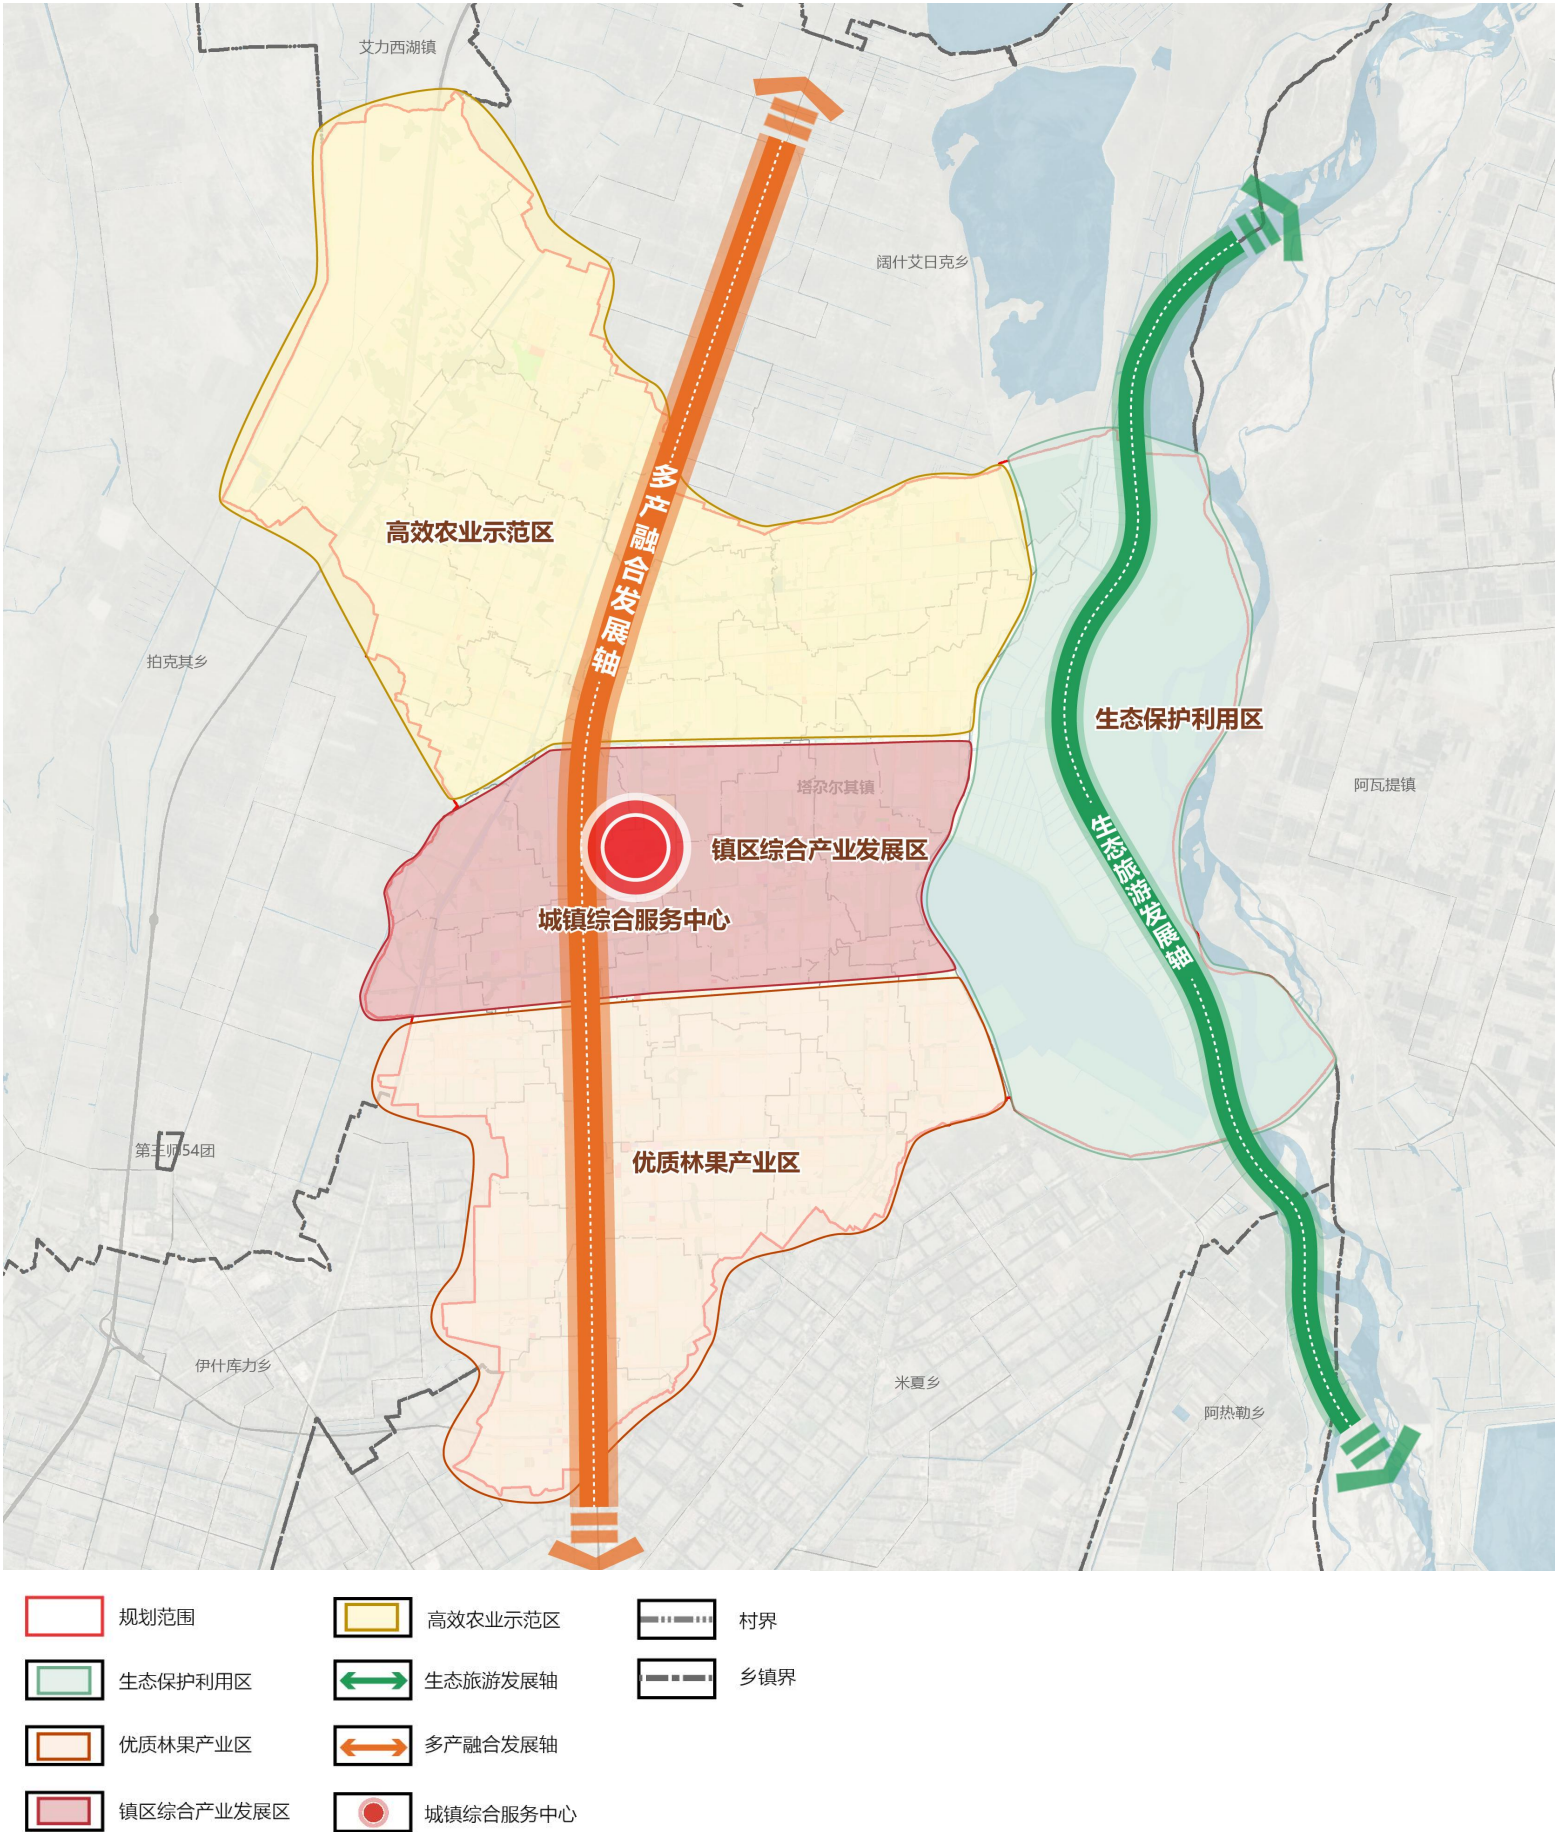 艾力西湖镇
阔什艾日克乡
多产融合发展轴
高效农业示范区
拍克其乡
生态保护利用区
塔尕尔其镇
阿瓦提镇
镇区综合产业发展区
生态旅游发展轴
城镇综合服务中心
第三师54团
优质林果产业区
伊什库力乡
米夏乡
阿热勒乡
规划范围
高效农业示范区
村界
生态保护利用区
生态旅游发展轴
乡镇界
优质林果产业区
多产融合发展轴
镇区综合产业发展区
城镇综合服务中心